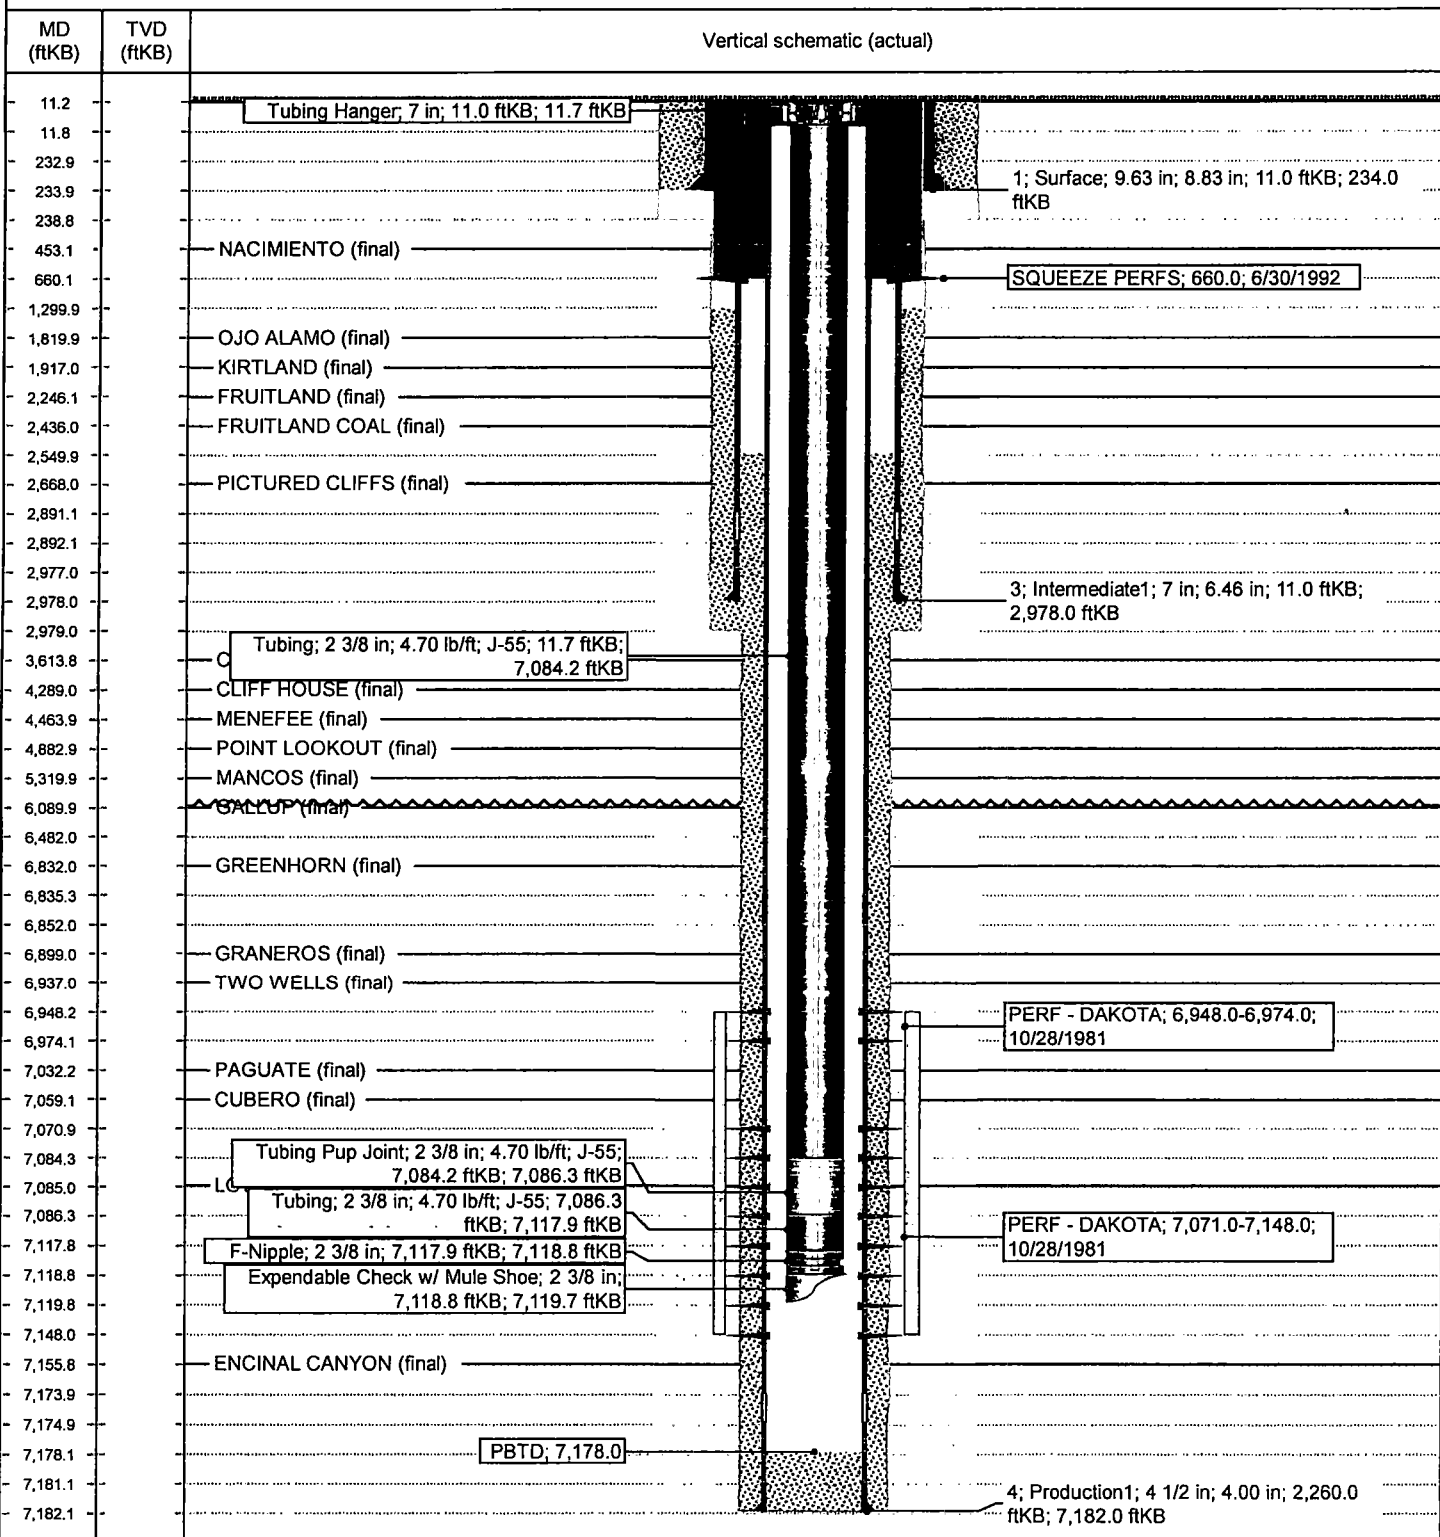 MD
(ftKB)
TVD
(ftKB)
Vertical schematic (actual)
11.2
Tubing Hanger; 7 in; 11.0 ftKB; 11.7 ftKB
11.8
232.9
233.9
1; Surface; 9.63 in; 8.83 in; 11.0 ftKB; 234.0
ftKB
238.8
453.1
NACIMIENTO (final)
660.1
SQUEEZE PERFS; 660.0; 6/30/1992
1,299.9
1,819.9
OJO ALAMO (final)
1,917.0
KIRTLAND (final)
2,246.1
FRUITLAND (final)
2,436.0
FRUITLAND COAL (final)
2,549.9
2,668.0
PICTURED CLIFFS (final)
2,891.1
2,892.1
2,977.0
2,978.0
3; Intermediate1; 7 in; 6.46 in; 11.0 ftKB;
2,978.0 ftKB
2,979.0
Tubing; 2 3/8 in; 4.70 lb/ft; J-55; 11.7 ftKB;
7,084.2 ftKB
3,613.8
C
4,289.0
CLIFF HOUSE (final)
4,463.9
MENEFEE (final)
4,882.9
POINT LOOKOUT (final)
5,319.9
MANCOS (final)
6,089.9
GALLUP (final)
6,482.0
6,832.0
GREENHORN (final)
6,835.3
6,852.0
6,899.0
GRANEROS (final)
6,937.0
TWO WELLS (final)
6,948.2
PERF - DAKOTA; 6,948.0-6,974.0;
10/28/1981
6,974.1
7,032.2
PAGUATE (final)
7,059.1
CUBERO (final)
7,070.9
7,084.3
Tubing Pup Joint; 2 3/8 in; 4.70 lb/ft; J-55;
7,084.2 ftKB; 7,086.3 ftKB
7,085.0
7,086.3
Tubing; 2 3/8 in; 4.70 lb/ft; J-55; 7,086.3
ftKB; 7,117.9 ftKB
PERF - DAKOTA; 7,071.0-7,148.0;
10/28/1981
7,117.8
F-Nipple; 2 3/8 in; 7,117.9 ftKB; 7,118.8 ftKB
7,118.8
Expendable Check w/ Mule Shoe; 2 3/8 in;
7,118.8 ftKB; 7,119.7 ftKB
7,119.8
7,148.0
7,155.8
ENCINAL CANYON (final)
7,173.9
7,174.9
7,178.1
PBTD; 7,178.0
7,181.1
4; Production1; 4 1/2 in; 4.00 in; 2,260.0
ftKB; 7,182.0 ftKB
7,182.1